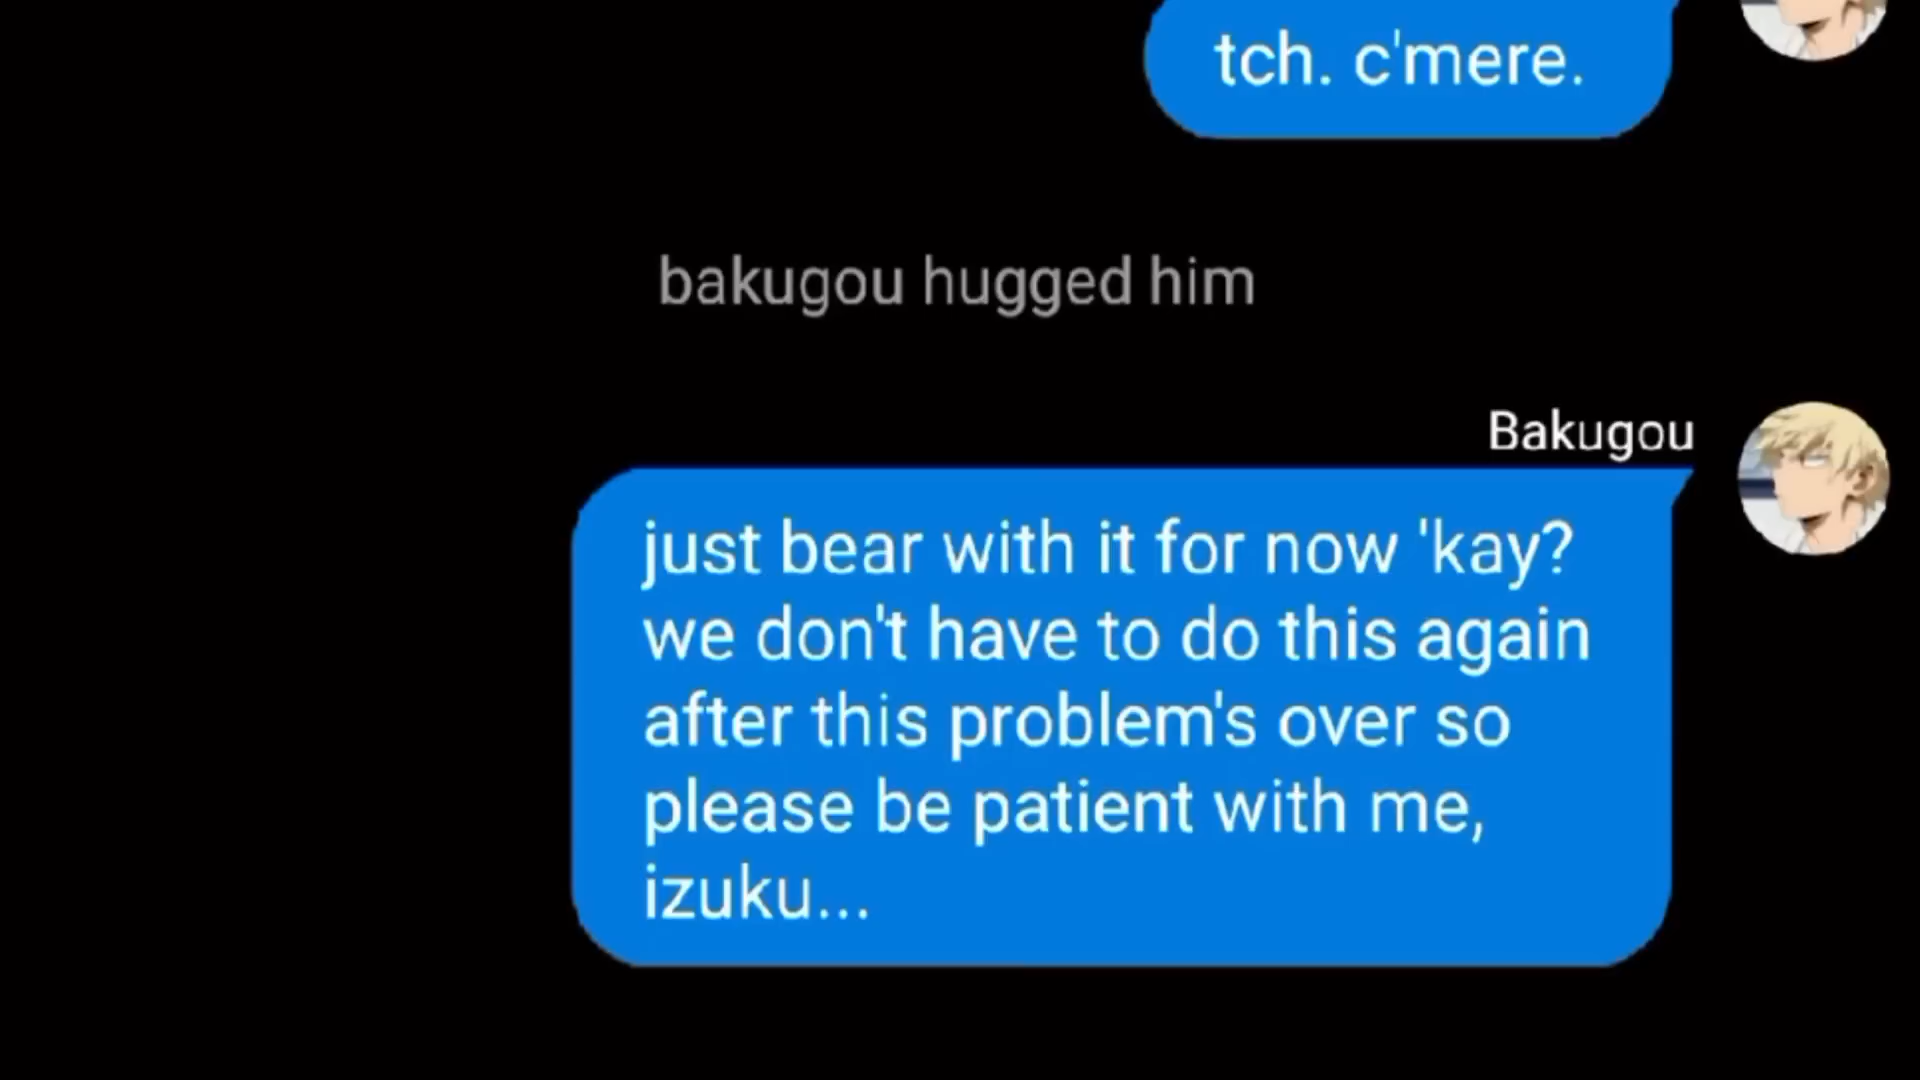 tch. c'mere.
bakugou hugged him
Bakugou
just bear with it for now 'kay?
we don't have to do this again
after this problem's over so
please be patient with me,
izuku...